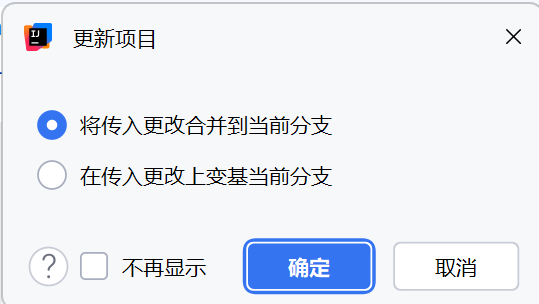 IJ
更新项目
将传入更改合并到当前分支
在传入更改上变基当前分支
? 不再显示 确定 取消